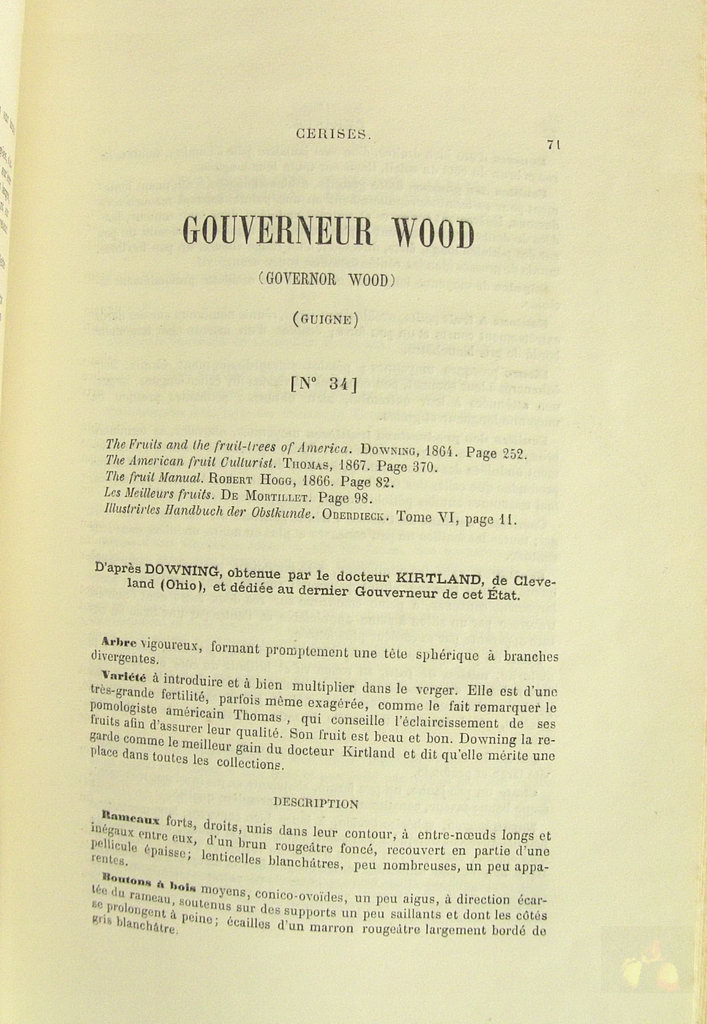 CERISES.
71
GOUVERNEUR WOOD
(GOVERNOR WOOD)
(GUIGNE)
[N° 34]
The Fruits and the fruit-trees of America. DOWNING, 1864. Page 252.
The American fruit Culturist. THOMAS, 1867. Page 370.
The fruit Manual. ROBERT HOGG, 1866. Page 82.
Les Meilleurs fruits. DE MORTILLET. Page 98.
Illustrirtes Handbuch der Obstkunde. OBERDIECK. Tome VI, page 11.
D'après DOWNING, obtenue par le docteur KIRTLAND, de Cleve-
land (Ohio), et dédiée au dernier Gouverneur de cet État.
Arbre vigoureux, formant promptement une tête sphérique à branches
divergentes.
Variété à introduire et à bien multiplier dans le verger. Elle est d'une
très-grande fertilité, parfois même exagérée, comme le fait remarquer le
pomologiste américain Thomas, qui conseille l'éclaircissement de ses
fruits afin d'assurer leur qualité. Son fruit est beau et bon. Downing la re-
garde comme le meilleur gain du docteur Kirtland et dit qu'elle mérite une
place dans toutes les collections.
DESCRIPTION
Rameaux forts, droits, unis dans leur contour, à entre-nœuds longs et
inégaux entre eux, d'un brun rougeâtre foncé, recouvert en partie d'une
pellicule épaisse; lenticelles blanchâtres, peu nombreuses, un peu appa-
rentes.
Boutons à bois moyens, conico-ovoïdes, un peu aigus, à direction écar-
tée du rameau, soutenus sur des supports un peu saillants et dont les côtés
se prolongent à peine; écailles d'un marron rougeâtre largement bordé de
gris blanchâtre.